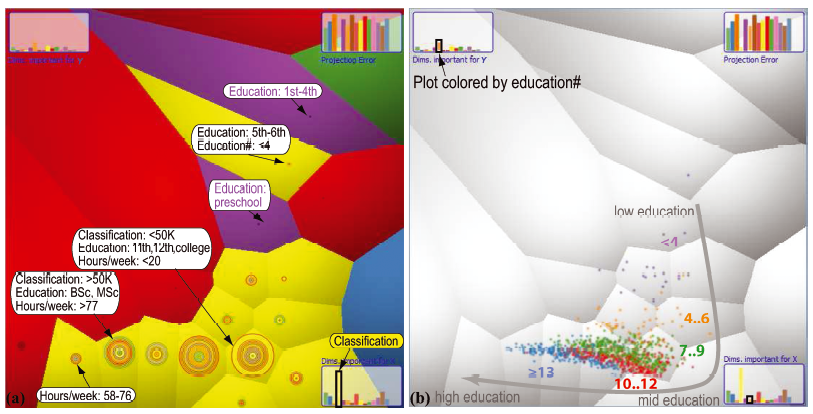 Dims. important for Y
Projection Error
Education: 1st-4th
Education: 5th-6th
Education#: <4
Education:
preschool
Classification: <50K
Education: 11th,12th,college
Hours/week: <20
Classification: >50K
Education: BSc, MSc
Hours/week: >77
Classification
Dims. important for X
(a)
Hours/week: 58-76
Dims. important for Y
Projection Error
Plot colored by education#
low education
<4
4..6
7..9
Dims. important for X
≥13
10..12
(b)
high education
mid education